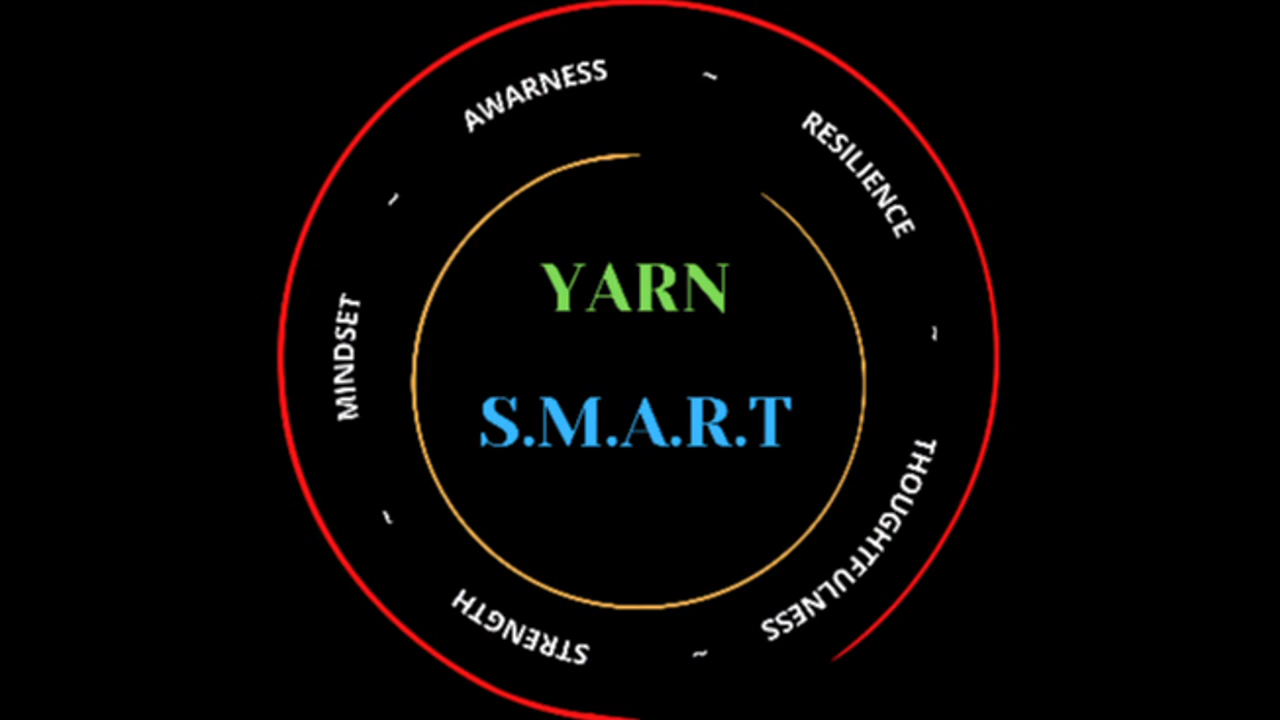 YARN
S.M.A.R.T
STRENGTH ~ MINDSET ~ AWARNESS ~ RESILIENCE ~ THOUGHTFULNESS ~